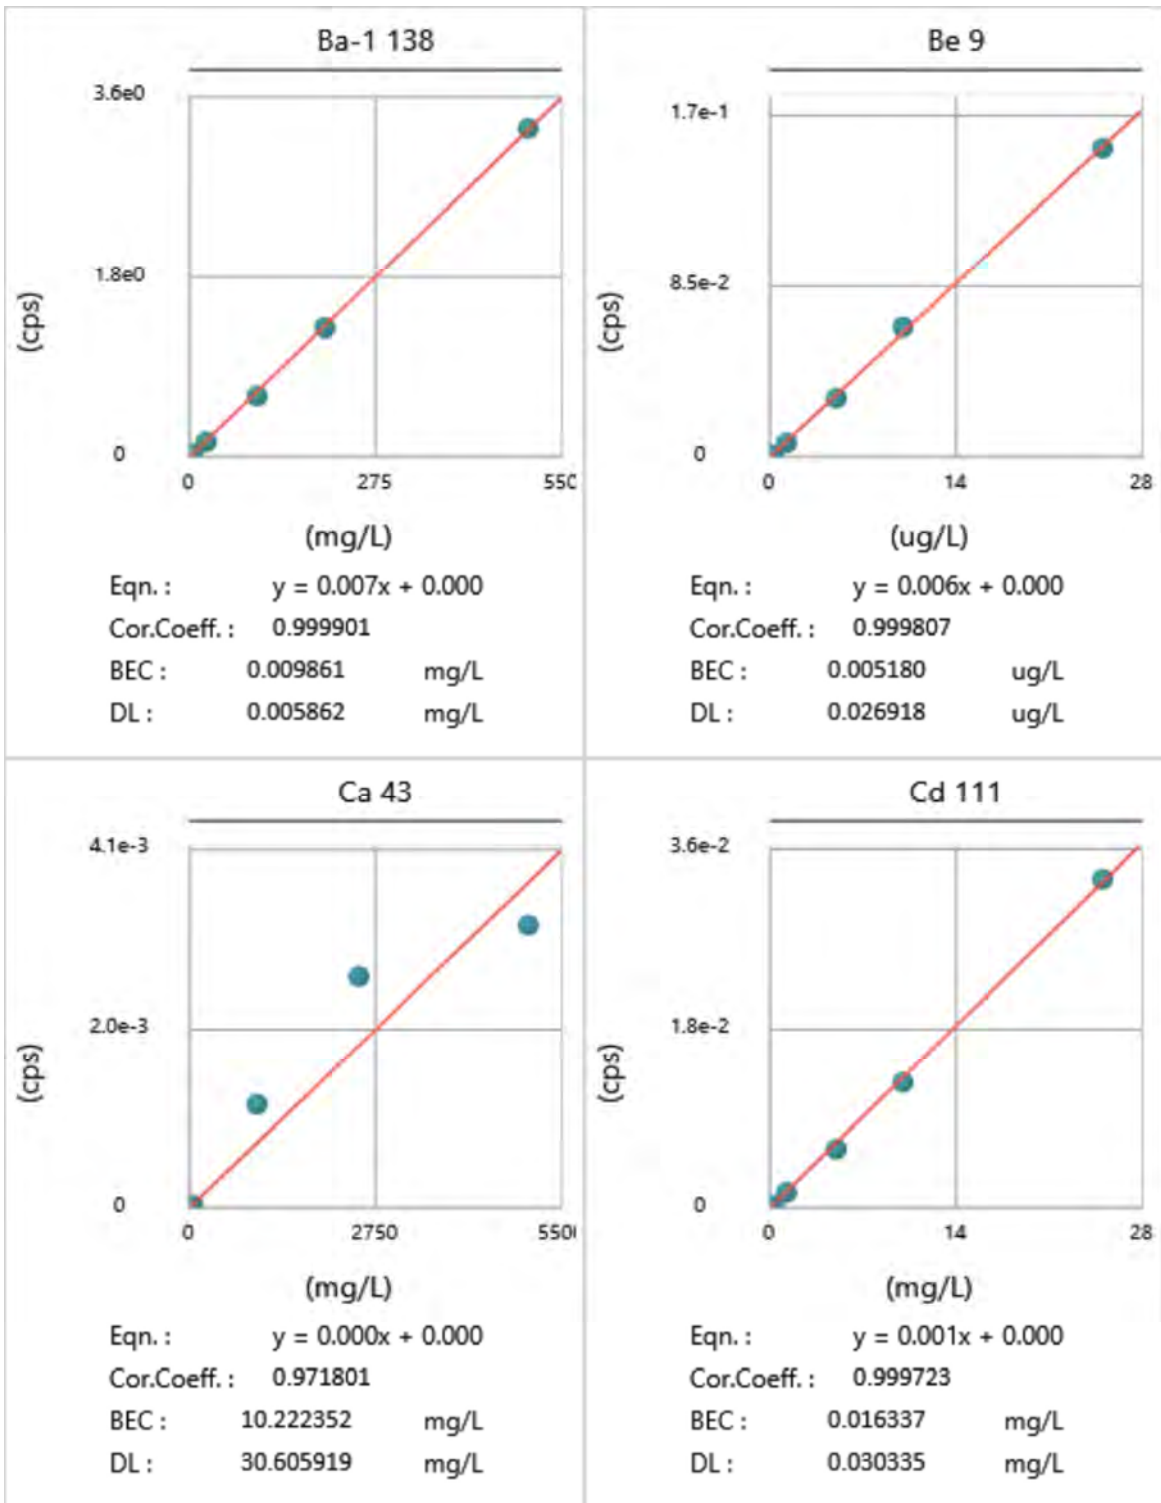 Ba-1 138
3.6e0
1.8e0
0
(cps)
0 275 550
(mg/L)
Eqn. : y = 0.007x + 0.000
Cor.Coeff. : 0.999901
BEC : 0.009861 mg/L
DL : 0.005862 mg/L
Be 9
1.7e-1
8.5e-2
0
(cps)
0 14 28
(ug/L)
Eqn. : y = 0.006x + 0.000
Cor.Coeff. : 0.999807
BEC : 0.005180 ug/L
DL : 0.026918 ug/L
Ca 43
4.1e-3
2.0e-3
0
(cps)
0 2750 5500
(mg/L)
Eqn. : y = 0.000x + 0.000
Cor.Coeff. : 0.971801
BEC : 10.222352 mg/L
DL : 30.605919 mg/L
Cd 111
3.6e-2
1.8e-2
0
(cps)
0 14 28
(mg/L)
Eqn. : y = 0.001x + 0.000
Cor.Coeff. : 0.999723
BEC : 0.016337 mg/L
DL : 0.030335 mg/L